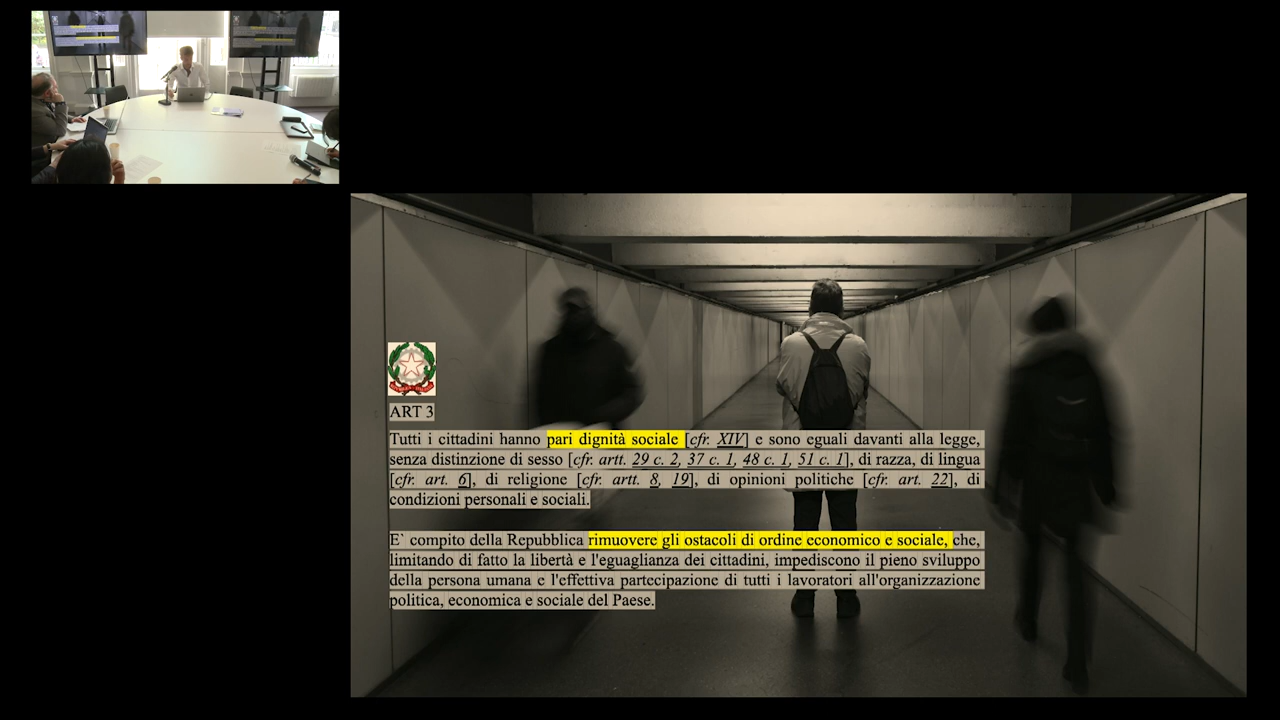 ART 3
Tutti i cittadini hanno pari dignità sociale [cfr. XIV] e sono eguali davanti alla legge,
senza distinzione di sesso [cfr. artt. 29 c. 2, 37 c. 1, 48 c. 1, 51 c. 1], di razza, di lingua
[cfr. art. 6], di religione [cfr. artt. 8, 19], di opinioni politiche [cfr. art. 22], di
condizioni personali e sociali.
E` compito della Repubblica rimuovere gli ostacoli di ordine economico e sociale, che,
limitando di fatto la libertà e l'eguaglianza dei cittadini, impediscono il pieno sviluppo
della persona umana e l'effettiva partecipazione di tutti i lavoratori all'organizzazione
politica, economica e sociale del Paese.